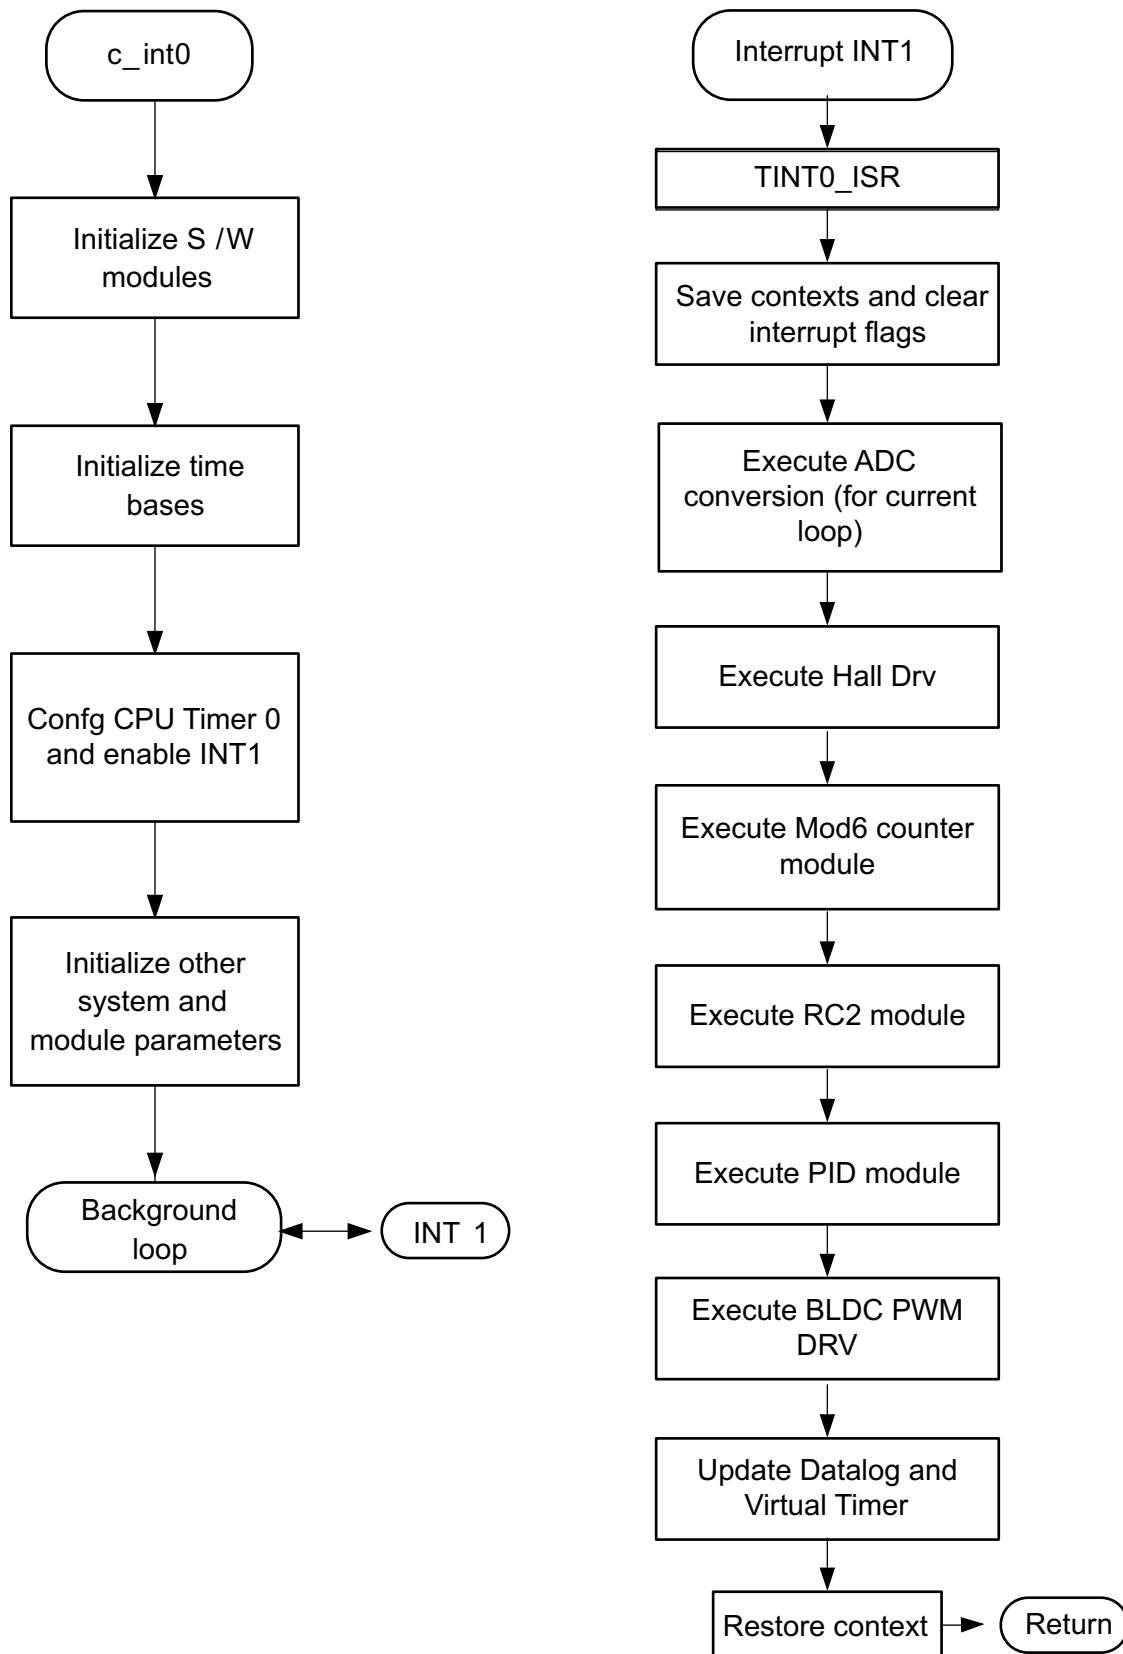 c_int0
Initialize S /W
modules
Initialize time
bases
Confg CPU Timer 0
and enable INT1
Initialize other
system and
module parameters
Background
loop
INT 1
Interrupt INT1
TINT0_ISR
Save contexts and clear
interrupt flags
Execute ADC
conversion (for current
loop)
Execute Hall Drv
Execute Mod6 counter
module
Execute RC2 module
Execute PID module
Execute BLDC PWM
DRV
Update Datalog and
Virtual Timer
Restore context
Return